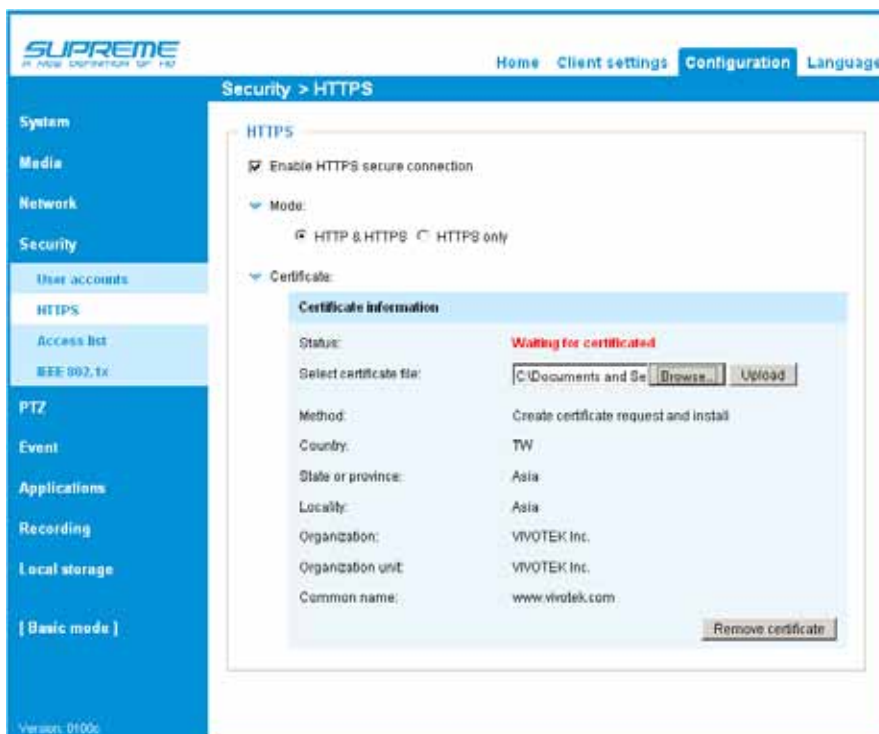 SUPREME
A NEW DEFINITION OF HD
Home Client settings Configuration Language
Security > HTTPS
System
Media
Network
Security
User accounts
HTTPS
Access list
IEEE 802.1x
PTZ
Event
Applications
Recording
Local storage
[ Basic mode ]
Version: 0100c
HTTPS
Enable HTTPS secure connection
Mode:
HTTP & HTTPS HTTPS only
Certificate:
Certificate information
Status: Waiting for certificated
Select certificate file: C:\Documents and Se Browse... Upload
Method: Create certificate request and install
Country: TW
State or province: Asia
Locality: Asia
Organization: VIVOTEK Inc.
Organization unit: VIVOTEK Inc.
Common name: www.vivotek.com
Remove certificate